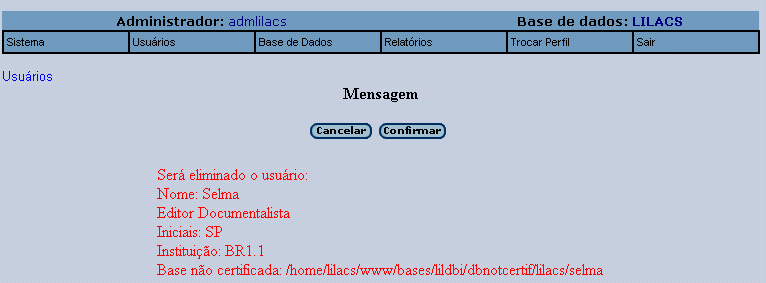 Administrador: admlilacs Base de dados: LILACS
Sistema Usuários Base de Dados Relatórios Trocar Perfil Sair
Usuários
Mensagem
Cancelar Confirmar
Será eliminado o usuário:
Nome: Selma
Editor Documentalista
Iniciais: SP
Instituição: BR1.1
Base não certificada: /home/lilacs/www/bases/lildbi/dbnotcertif/lilacs/selma